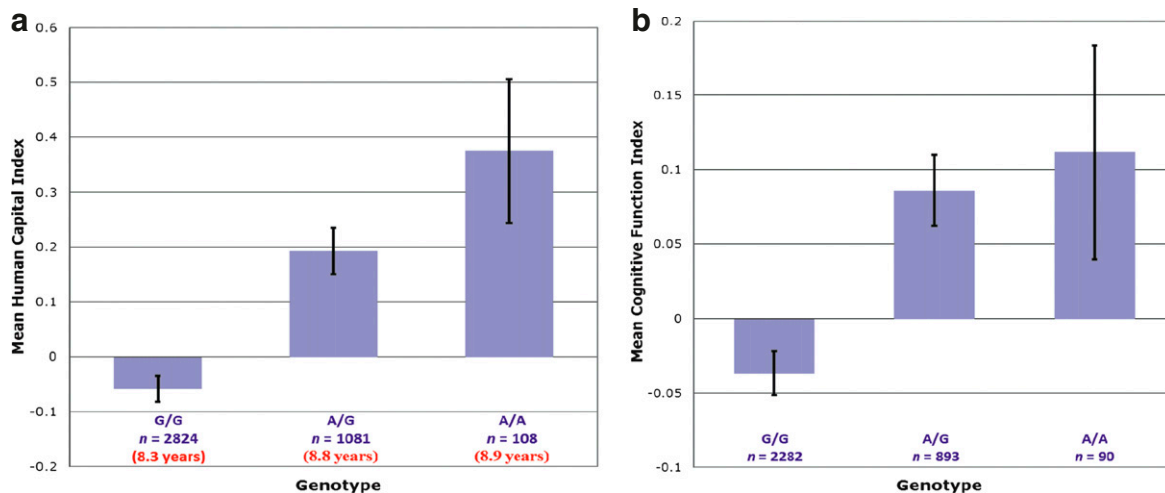 a
Mean Human Capital Index
0.6
0.5
0.4
0.3
0.2
0.1
0
-0.1
-0.2
G/G
n = 2824
(8.3 years)
A/G
n = 1081
(8.8 years)
A/A
n = 108
(8.9 years)
Genotype
b
Mean Cognitive Function Index
0.2
0.15
0.1
0.05
0
-0.05
-0.1
G/G
n = 2282
A/G
n = 893
A/A
n = 90
Genotype